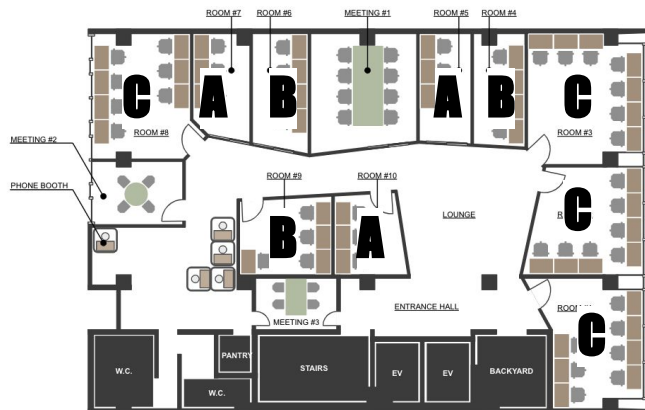 ROOM #7
ROOM #6
MEETING #1
ROOM #5
ROOM #4
C
A
B
A
B
C
ROOM #8
ROOM #3
MEETING #2
PHONE BOOTH
ROOM #9
ROOM #10
B
A
LOUNGE
C
ENTRANCE HALL
MEETING #3
C
W.C.
PANTRY
W.C.
STAIRS
EV
EV
BACKYARD